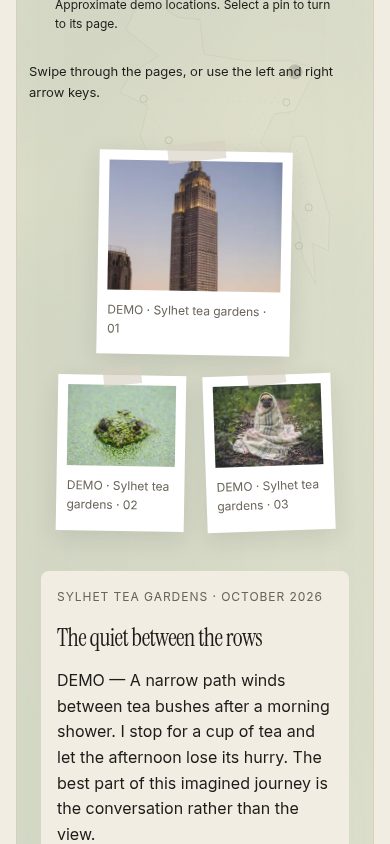 Approximate demo locations. Select a pin to turn
to its page.
Swipe through the pages, or use the left and right
arrow keys.
DEMO · Sylhet tea gardens ·
01
DEMO · Sylhet tea
gardens · 02
DEMO · Sylhet tea
gardens · 03
SYLHET TEA GARDENS · OCTOBER 2026
The quiet between the rows
DEMO — A narrow path winds
between tea bushes after a morning
shower. I stop for a cup of tea and
let the afternoon lose its hurry. The
best part of this imagined journey is
the conversation rather than the
view.